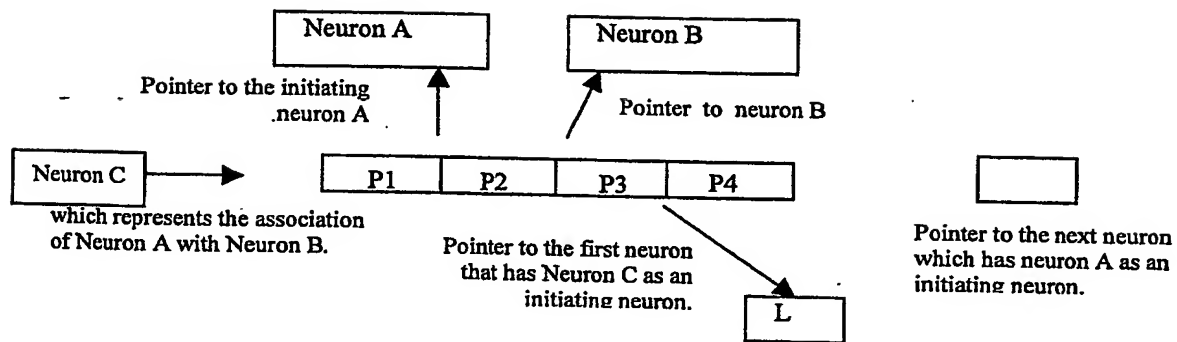 Neuron A
Neuron B
Pointer to the initiating
.neuron A
Pointer to neuron B
Neuron C
P1 P2 P3 P4
which represents the association
of Neuron A with Neuron B.
Pointer to the first neuron
that has Neuron C as an
initiating neuron.
L
Pointer to the next neuron
which has neuron A as an
initiating neuron.